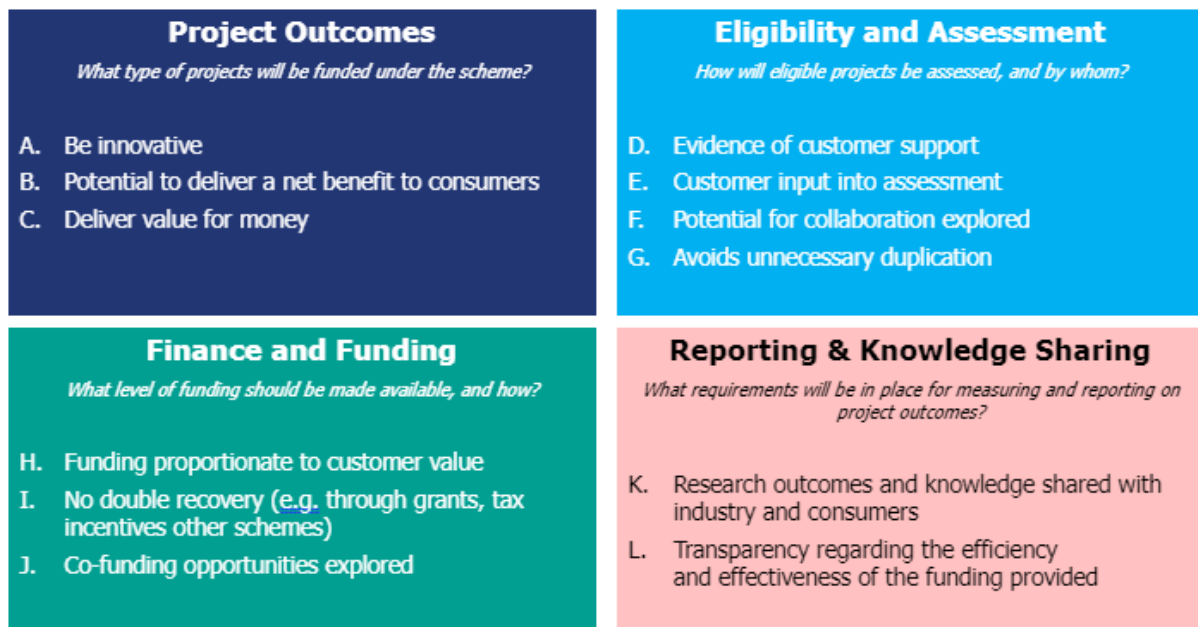 Project Outcomes
What type of projects will be funded under the scheme?
A. Be innovative
B. Potential to deliver a net benefit to consumers
C. Deliver value for money
Eligibility and Assessment
How will eligible projects be assessed, and by whom?
D. Evidence of customer support
E. Customer input into assessment
F. Potential for collaboration explored
G. Avoids unnecessary duplication
Finance and Funding
What level of funding should be made available, and how?
H. Funding proportionate to customer value
I. No double recovery (e.g. through grants, tax
incentives other schemes)
J. Co-funding opportunities explored
Reporting & Knowledge Sharing
What requirements will be in place for measuring and reporting on
project outcomes?
K. Research outcomes and knowledge shared with
industry and consumers
L. Transparency regarding the efficiency
and effectiveness of the funding provided